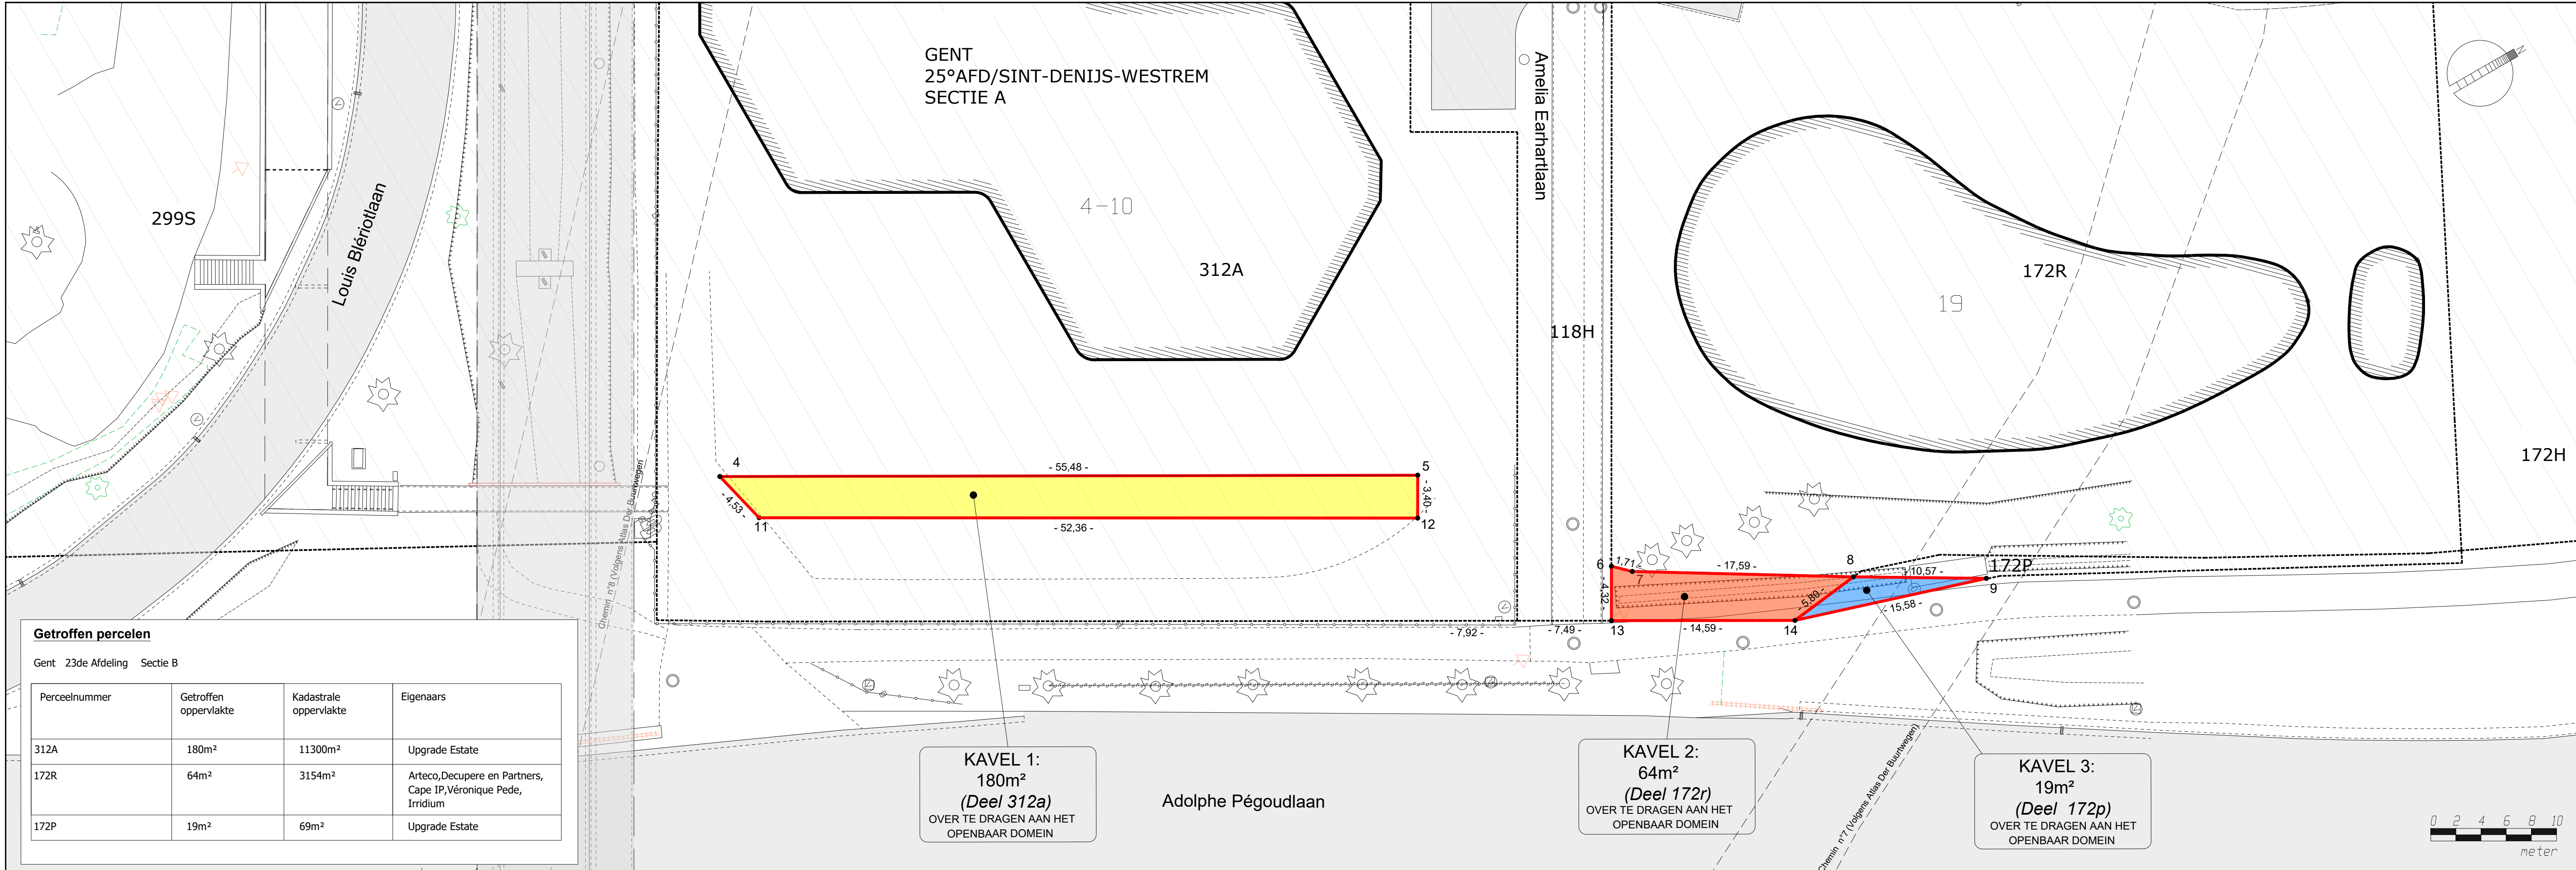 GENT
25°AFD/SINT-DENIJS-WESTREM
SECTIE A
299S
Louis Blériotlaan
4-10
312A
Amelia Earhartlaan
118H
172R
19
172H
N
4
- 55,48 -
5
- 3,40 -
- 4,53 -
11
- 52,36 -
12
6
- 1,71 -
7
- 17,59 -
8
- 10,57 -
172P
9
- 4,32 -
- 5,80 -
- 15,58 -
13
- 14,59 -
14
- 7,92 -
- 7,49 -
Chemin n°8 (Volgens Atlas Der Buurtwegen
Chemin n°7 (Volgens Atlas Der Buurtwegen)
Getroffen percelen
Gent 23de Afdeling Sectie B
Perceelnummer Getroffen oppervlakte Kadastrale oppervlakte Eigenaars
312A 180m² 11300m² Upgrade Estate
172R 64m² 3154m² Arteco,Decupere en Partners,
Cape IP,Véronique Pede,
Irridium
172P 19m² 69m² Upgrade Estate
KAVEL 1:
180m²
(Deel 312a)
OVER TE DRAGEN AAN HET
OPENBAAR DOMEIN
Adolphe Pégoudlaan
KAVEL 2:
64m²
(Deel 172r)
OVER TE DRAGEN AAN HET
OPENBAAR DOMEIN
KAVEL 3:
19m²
(Deel 172p)
OVER TE DRAGEN AAN HET
OPENBAAR DOMEIN
0 2 4 6 8 10
meter